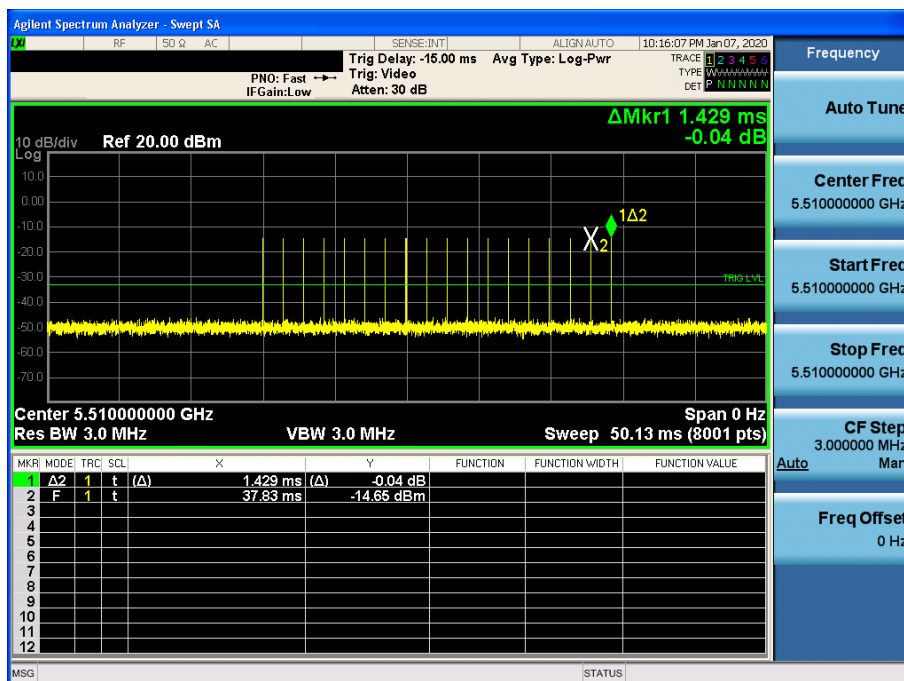 Agilent Spectrum Analyzer - Swept SA
LXI RF 50 Ω AC SENSE:INT ALIGN AUTO 10:16:07 PM Jan 07, 2020
Trig Delay: -15.00 ms Avg Type: Log-Pwr TRACE 1 2 3 4 5 6
PNO: Fast Trig: Video TYPE W
IFGain:Low Atten: 30 dB DET P N N N N N
Frequency
ΔMkr1 1.429 ms
-0.04 dB
10 dB/div Ref 20.00 dBm
Log
10.0
0.00
-10.0
-20.0
-30.0
-40.0
-50.0
-60.0
-70.0
1Δ2
X2
TRIG LVL
Center 5.510000000 GHz Span 0 Hz
Res BW 3.0 MHz VBW 3.0 MHz Sweep 50.13 ms (8001 pts)
MKR MODE TRC SCL X Y FUNCTION FUNCTION WIDTH FUNCTION VALUE
1 Δ2 1 t (Δ) 1.429 ms (Δ) -0.04 dB
2 F 1 t 37.83 ms -14.65 dBm
3
4
5
6
7
8
9
10
11
12
MSG STATUS
Auto Tune
Center Freq
5.510000000 GHz
Start Freq
5.510000000 GHz
Stop Freq
5.510000000 GHz
CF Step
3.000000 MHz
Auto Man
Freq Offset
0 Hz